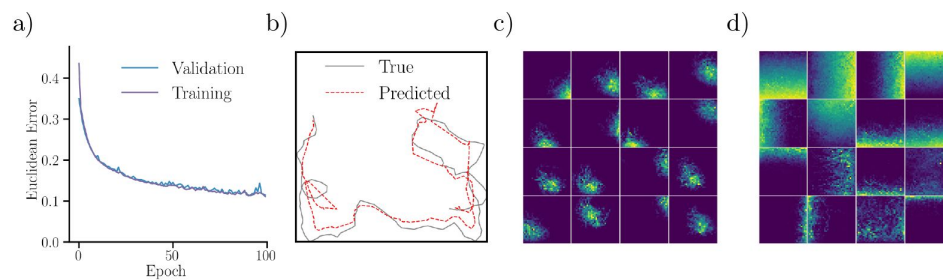 a)
b)
c)
d)
Validation
Training
Euclidean Error
0.4
0.3
0.2
0.1
0.0
0
50
100
Epoch
True
Predicted